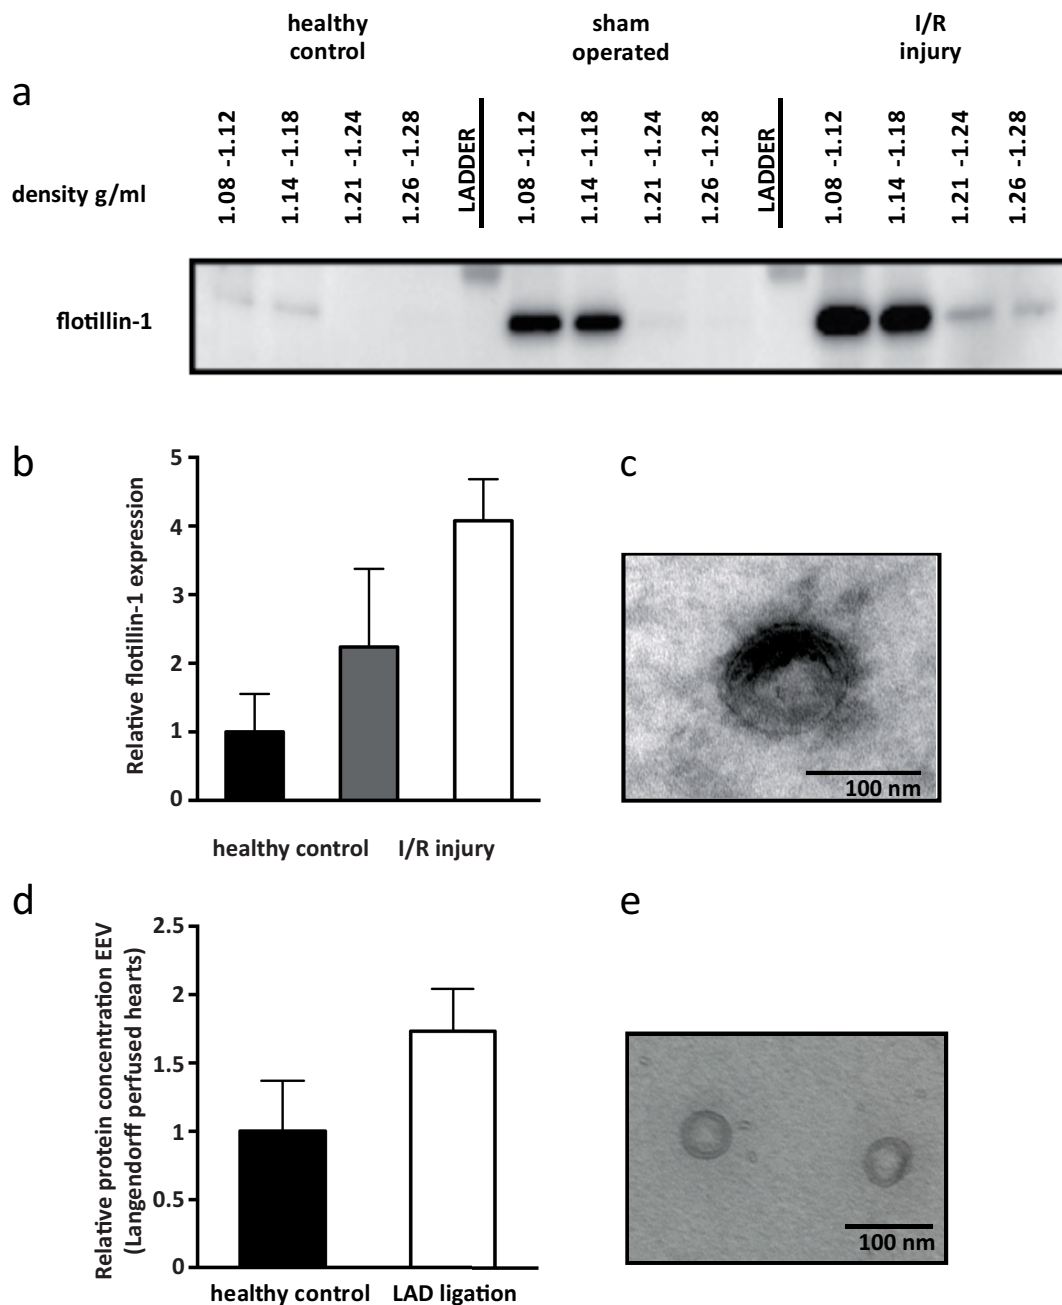 healthy
control
sham
operated
I/R
injury
a
density g/ml
1.08 -1.12
1.14 -1.18
1.21 -1.24
1.26 -1.28
LADDER
1.08 -1.12
1.14 -1.18
1.21 -1.24
1.26 -1.28
LADDER
1.08 -1.12
1.14 -1.18
1.21 -1.24
1.26 -1.28
flotillin-1
b
Relative flotillin-1 expression
5
4
3
2
1
0
healthy control
I/R injury
c
100 nm
d
Relative protein concentration EEV
(Langendorff perfused hearts)
2.5
2
1.5
1
0.5
0
healthy control
LAD ligation
e
100 nm